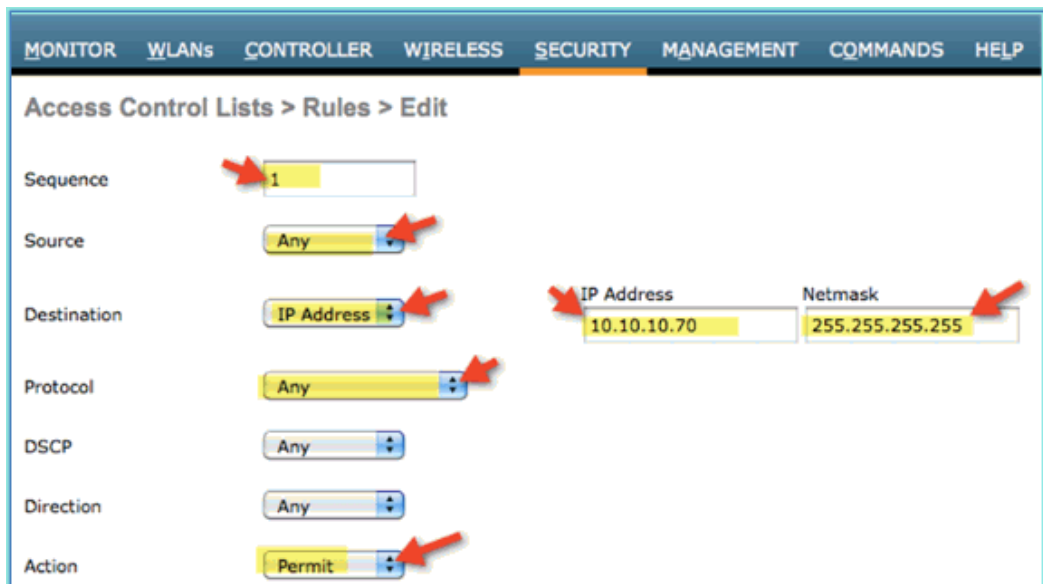 MONITOR WLANs CONTROLLER WIRELESS SECURITY MANAGEMENT COMMANDS HELP
Access Control Lists > Rules > Edit
Sequence 1
Source Any
IP Address Netmask
Destination IP Address 10.10.10.70 255.255.255.255
Protocol Any
DSCP Any
Direction Any
Action Permit